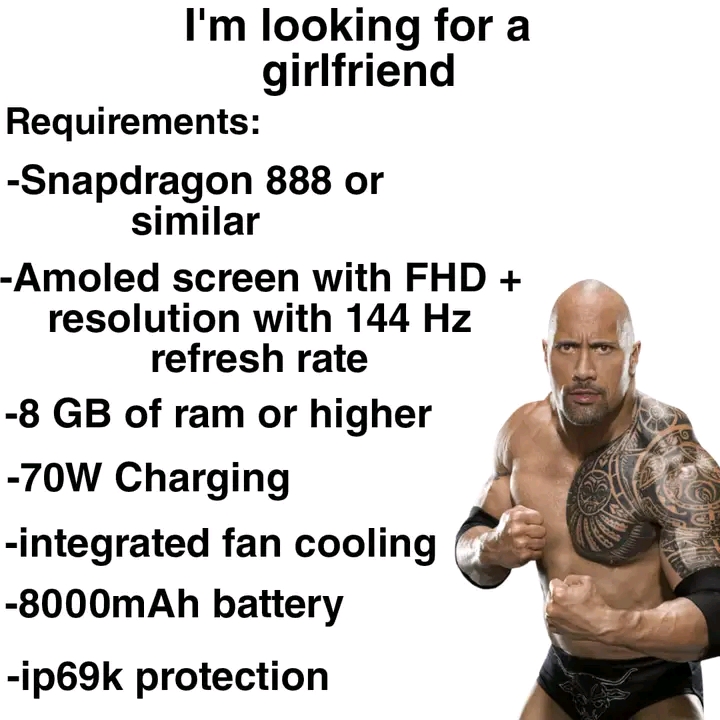 I'm looking for a
girlfriend
Requirements:
-Snapdragon 888 or
similar
-Amoled screen with FHD +
resolution with 144 Hz
refresh rate
-8 GB of ram or higher
-70W Charging
-integrated fan cooling
-8000mAh battery
-ip69k protection